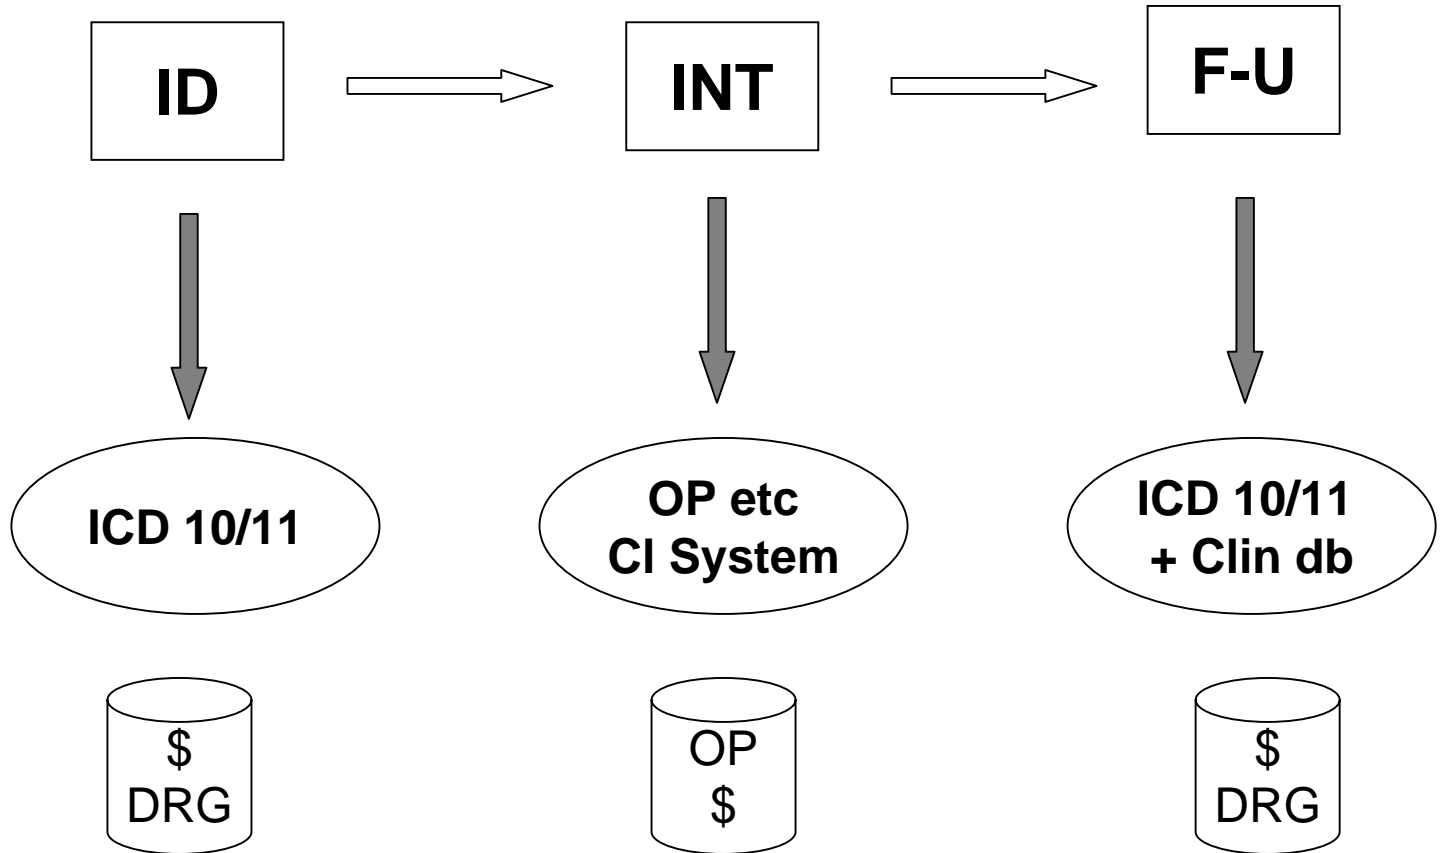 ID
INT
F-U
ICD 10/11
OP etc
CI System
ICD 10/11
+ Clin db
$
DRG
OP
$
$
DRG